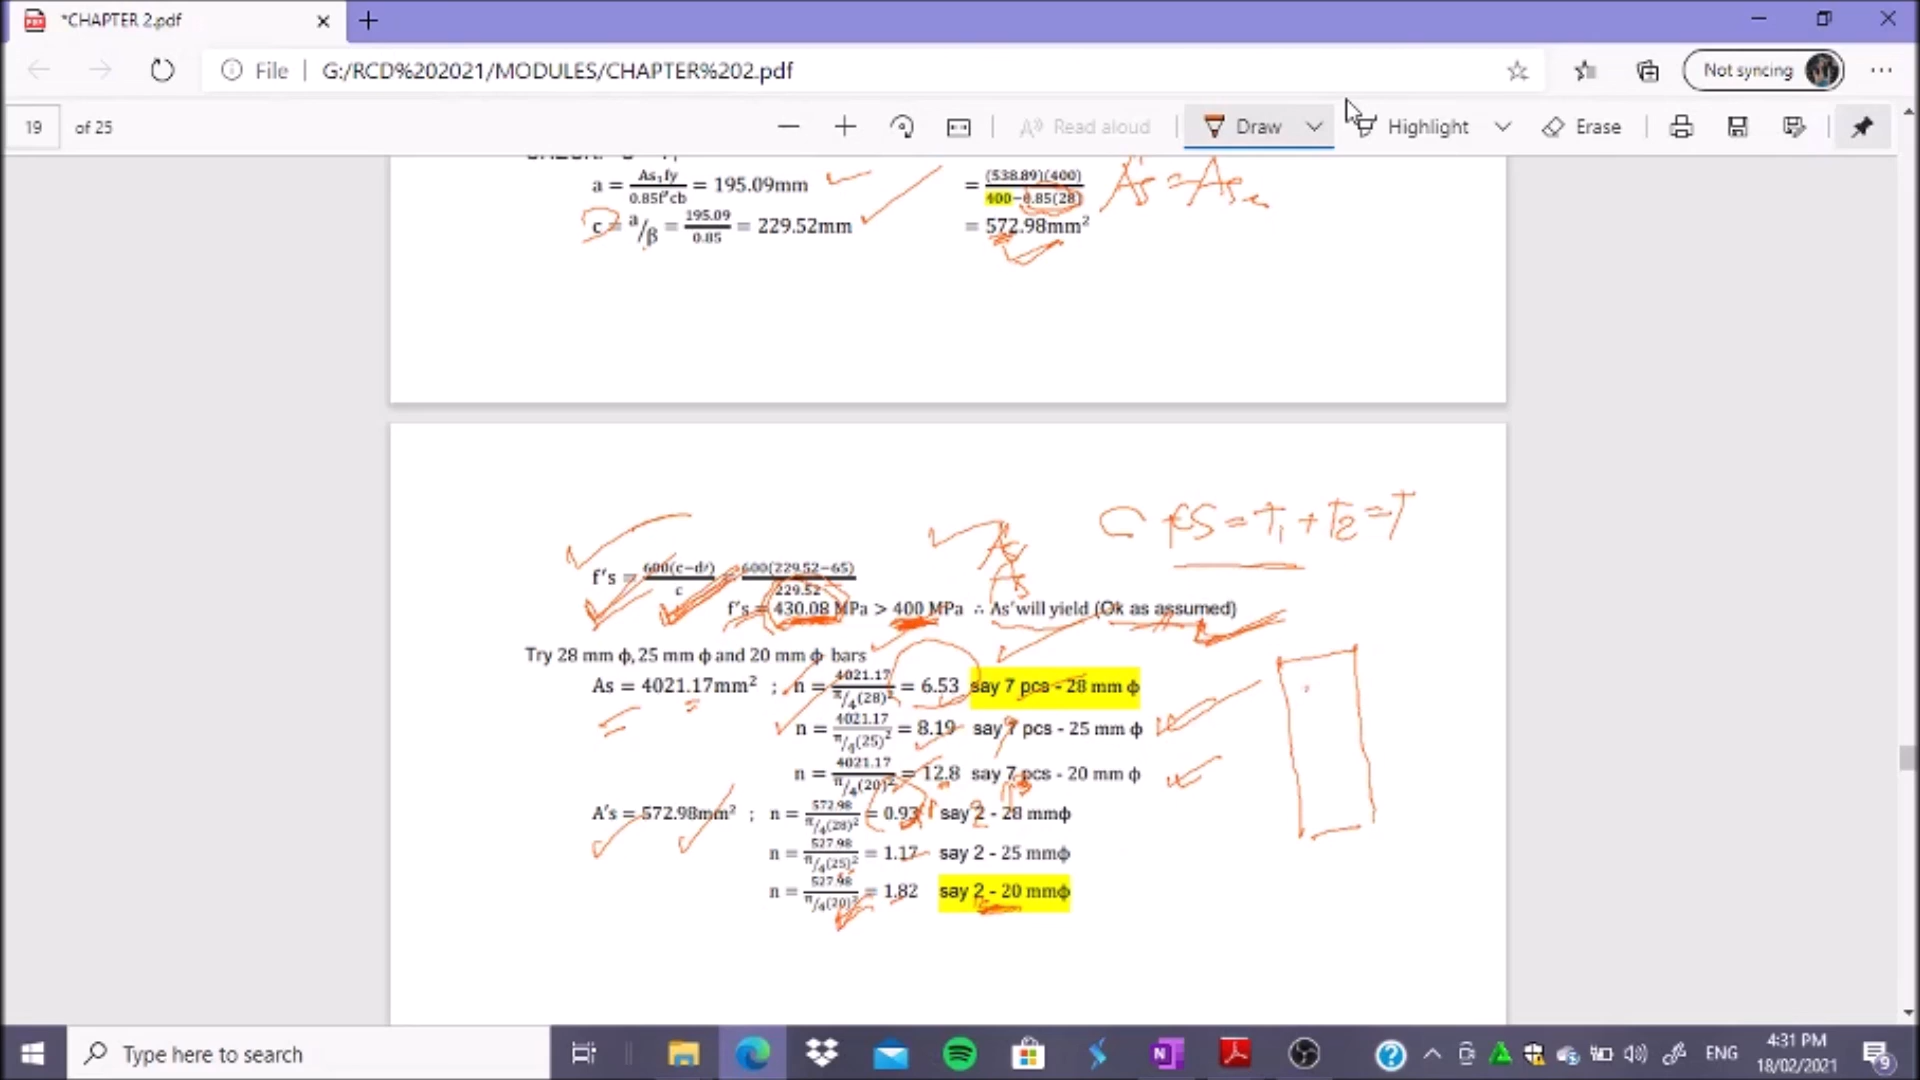 *CHAPTER 2.pdf
File G:/RCD%202021/MODULES/CHAPTER%202.pdf Not syncing
19 of 25 Read aloud Draw Highlight Erase
a = As₁fy / 0.85f'cb = 195.09mm = (538.89)(400) / 400−0.85(28) As = As
c = a/β = 195.09 / 0.85 = 229.52mm = 572.98mm²
C = T₁ + T2 = T
As
As
f's = 600(c−d') / c = 600(229.52−65) / 229.52
f's = 430.08 MPa > 400 MPa ∴ As' will yield (Ok as assumed)
Try 28 mm ϕ, 25 mm ϕ and 20 mm ϕ bars
As = 4021.17mm² ; n = 4021.17 / π/4(28)² = 6.53 say 7 pcs - 28 mm ϕ
n = 4021.17 / π/4(25)² = 8.19 say 7 pcs - 25 mm ϕ
n = 4021.17 / π/4(20)² = 12.8 say 7 pcs - 20 mm ϕ
A's = 572.98mm² ; n = 572.98 / π/4(28)² = 0.93 say 2 - 28 mmϕ
n = 527.98 / π/4(25)² = 1.17 say 2 - 25 mmϕ
n = 527.98 / π/4(20)² = 1.82 say 2 - 20 mmϕ
Type here to search ENG 4:31 PM
18/02/2021 9